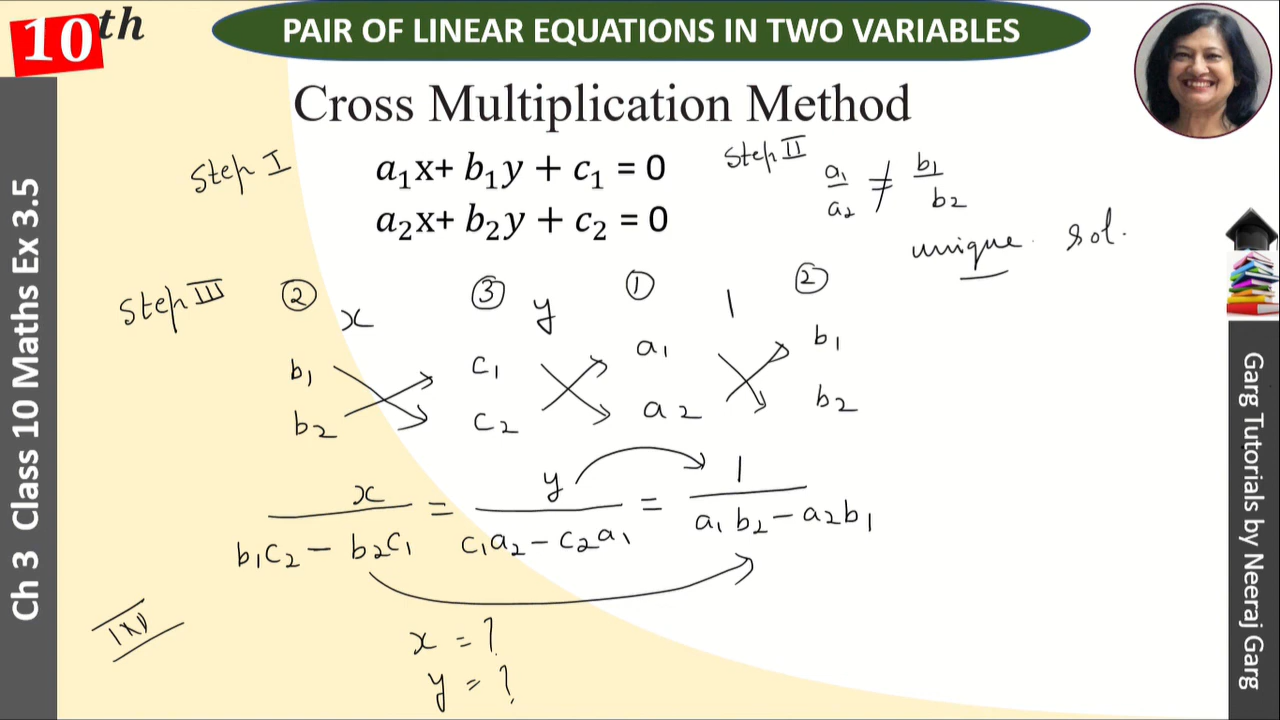 10th
PAIR OF LINEAR EQUATIONS IN TWO VARIABLES
Cross Multiplication Method
Step I
a₁x+ b₁y + c₁ = 0
a₂x+ b₂y + c₂ = 0
Step II
a₁/a₂ ≠ b₁/b₂
unique sol.
Step III
② ③ ① ②
x y 1
b₁ c₁ a₁ b₁
b₂ c₂ a₂ b₂
x/(b₁c₂ − b₂c₁) = y/(c₁a₂ − c₂a₁) = 1/(a₁b₂ − a₂b₁)
x = ?
y = ?
Ch 3 Class 10 Maths Ex 3.5
Garg Tutorials by Neeraj Garg